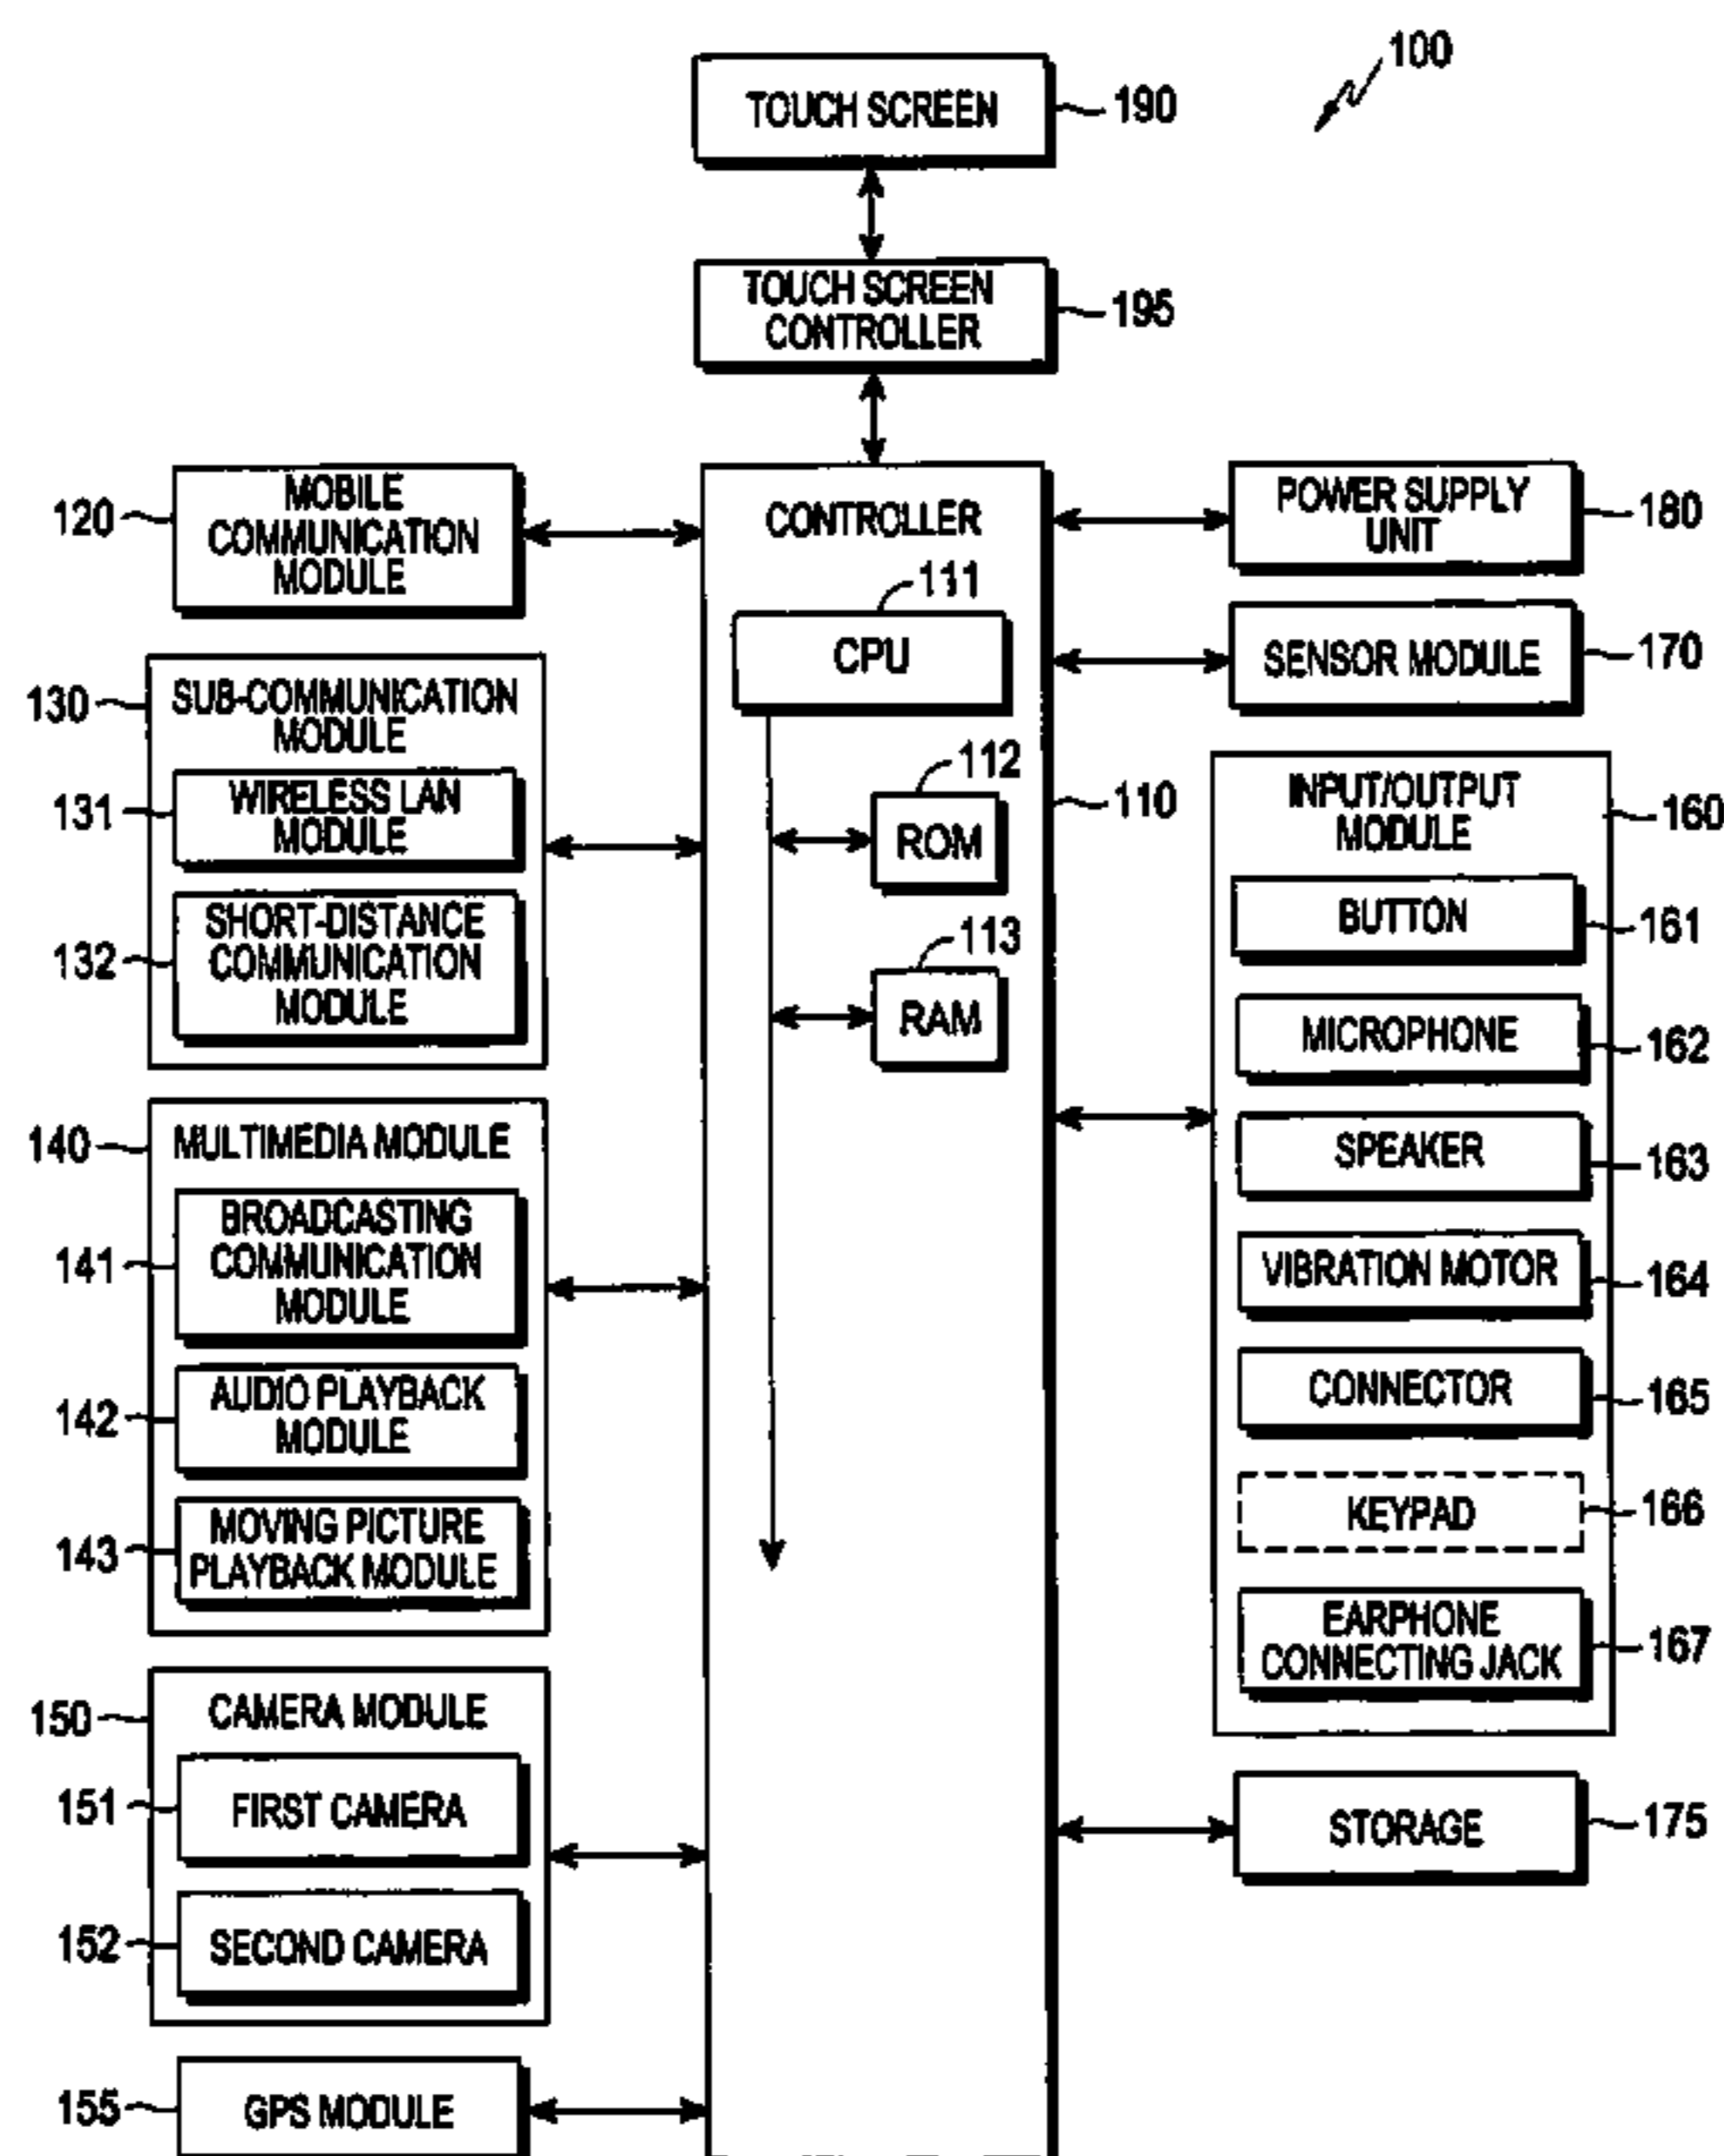 100
TOUCH SCREEN
190
TOUCH SCREEN
CONTROLLER
195
120
MOBILE
COMMUNICATION
MODULE
130
SUB-COMMUNICATION
MODULE
131
WIRELESS LAN
MODULE
132
SHORT-DISTANCE
COMMUNICATION
MODULE
140
MULTIMEDIA MODULE
141
BROADCASTING
COMMUNICATION
MODULE
142
AUDIO PLAYBACK
MODULE
143
MOVING PICTURE
PLAYBACK MODULE
150
CAMERA MODULE
151
FIRST CAMERA
152
SECOND CAMERA
155
GPS MODULE
CONTROLLER
111
CPU
112
ROM
110
113
RAM
POWER SUPPLY
UNIT
180
SENSOR MODULE
170
INPUT/OUTPUT
MODULE
160
BUTTON
161
MICROPHONE
162
SPEAKER
163
VIBRATION MOTOR
164
CONNECTOR
165
KEYPAD
166
EARPHONE
CONNECTING JACK
167
STORAGE
175